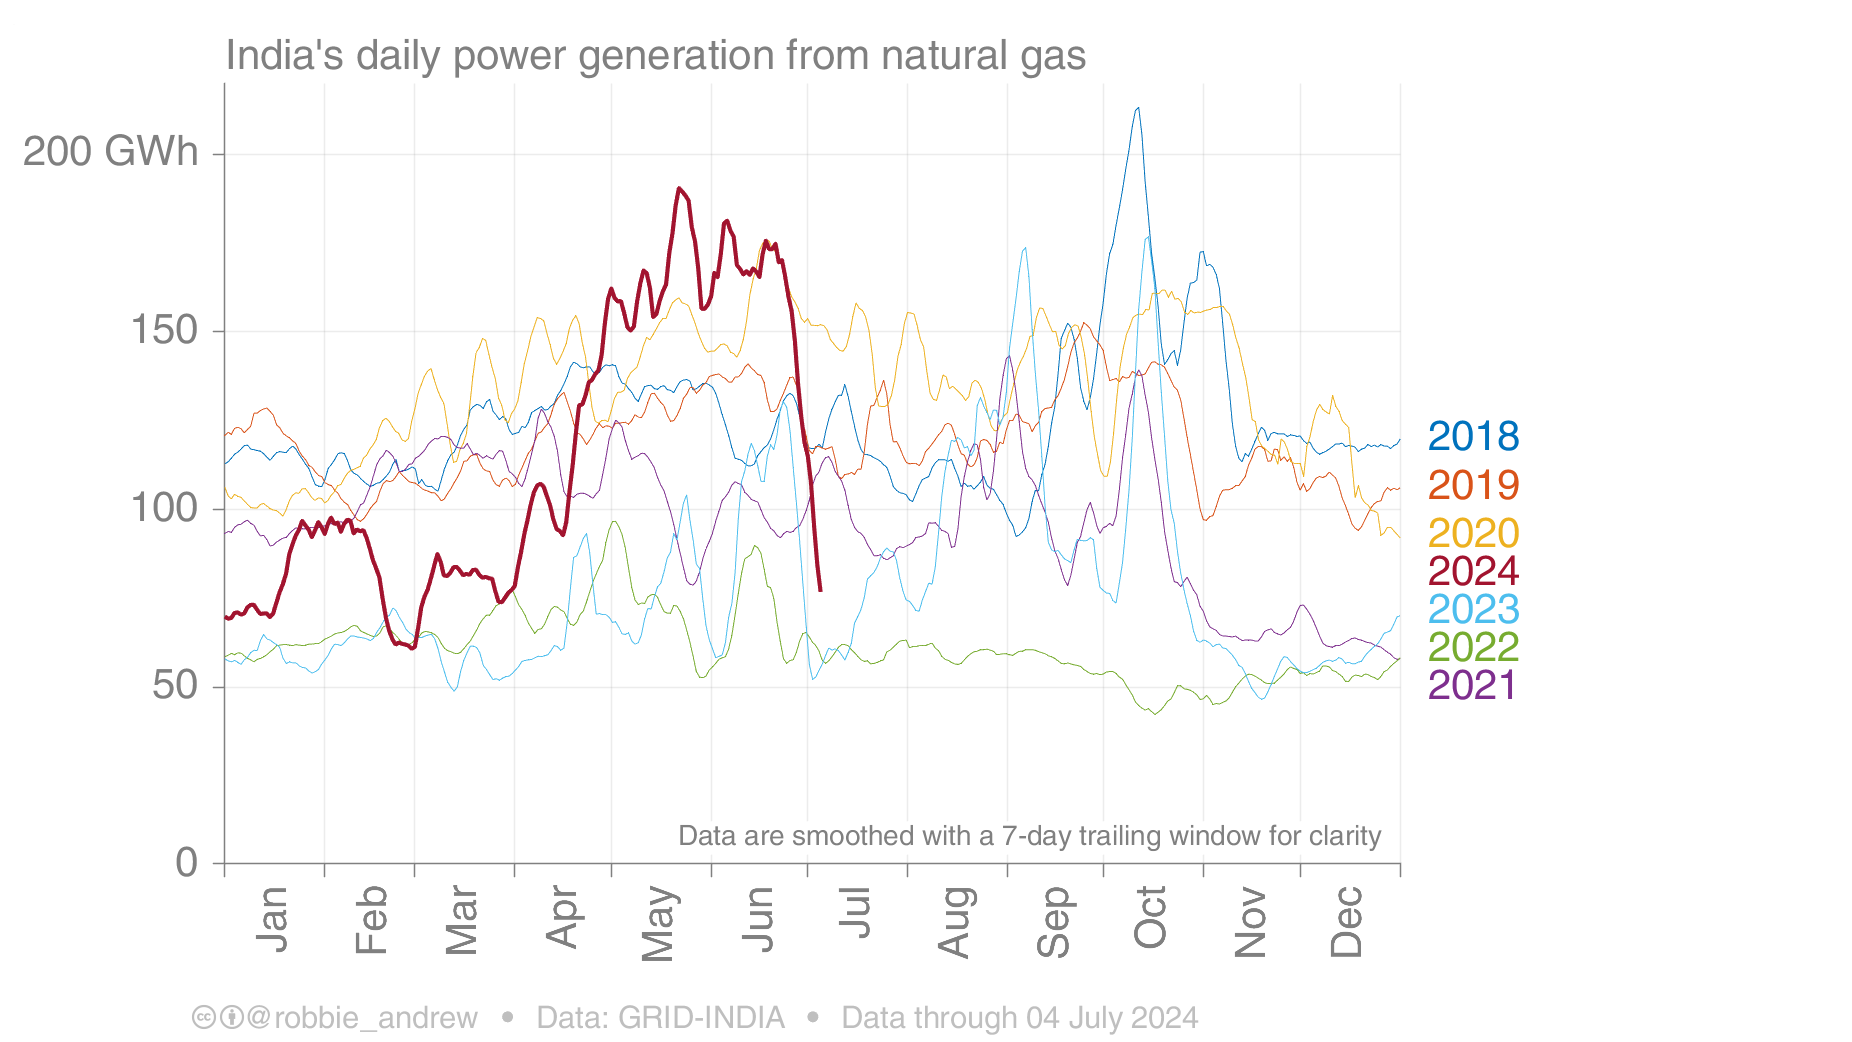 India's daily power generation from natural gas
200 GWh
150
100
50
0
2018
2019
2020
2024
2023
2022
2021
Data are smoothed with a 7-day trailing window for clarity
Jan Feb Mar Apr May Jun Jul Aug Sep Oct Nov Dec
@robbie_andrew • Data: GRID-INDIA • Data through 04 July 2024